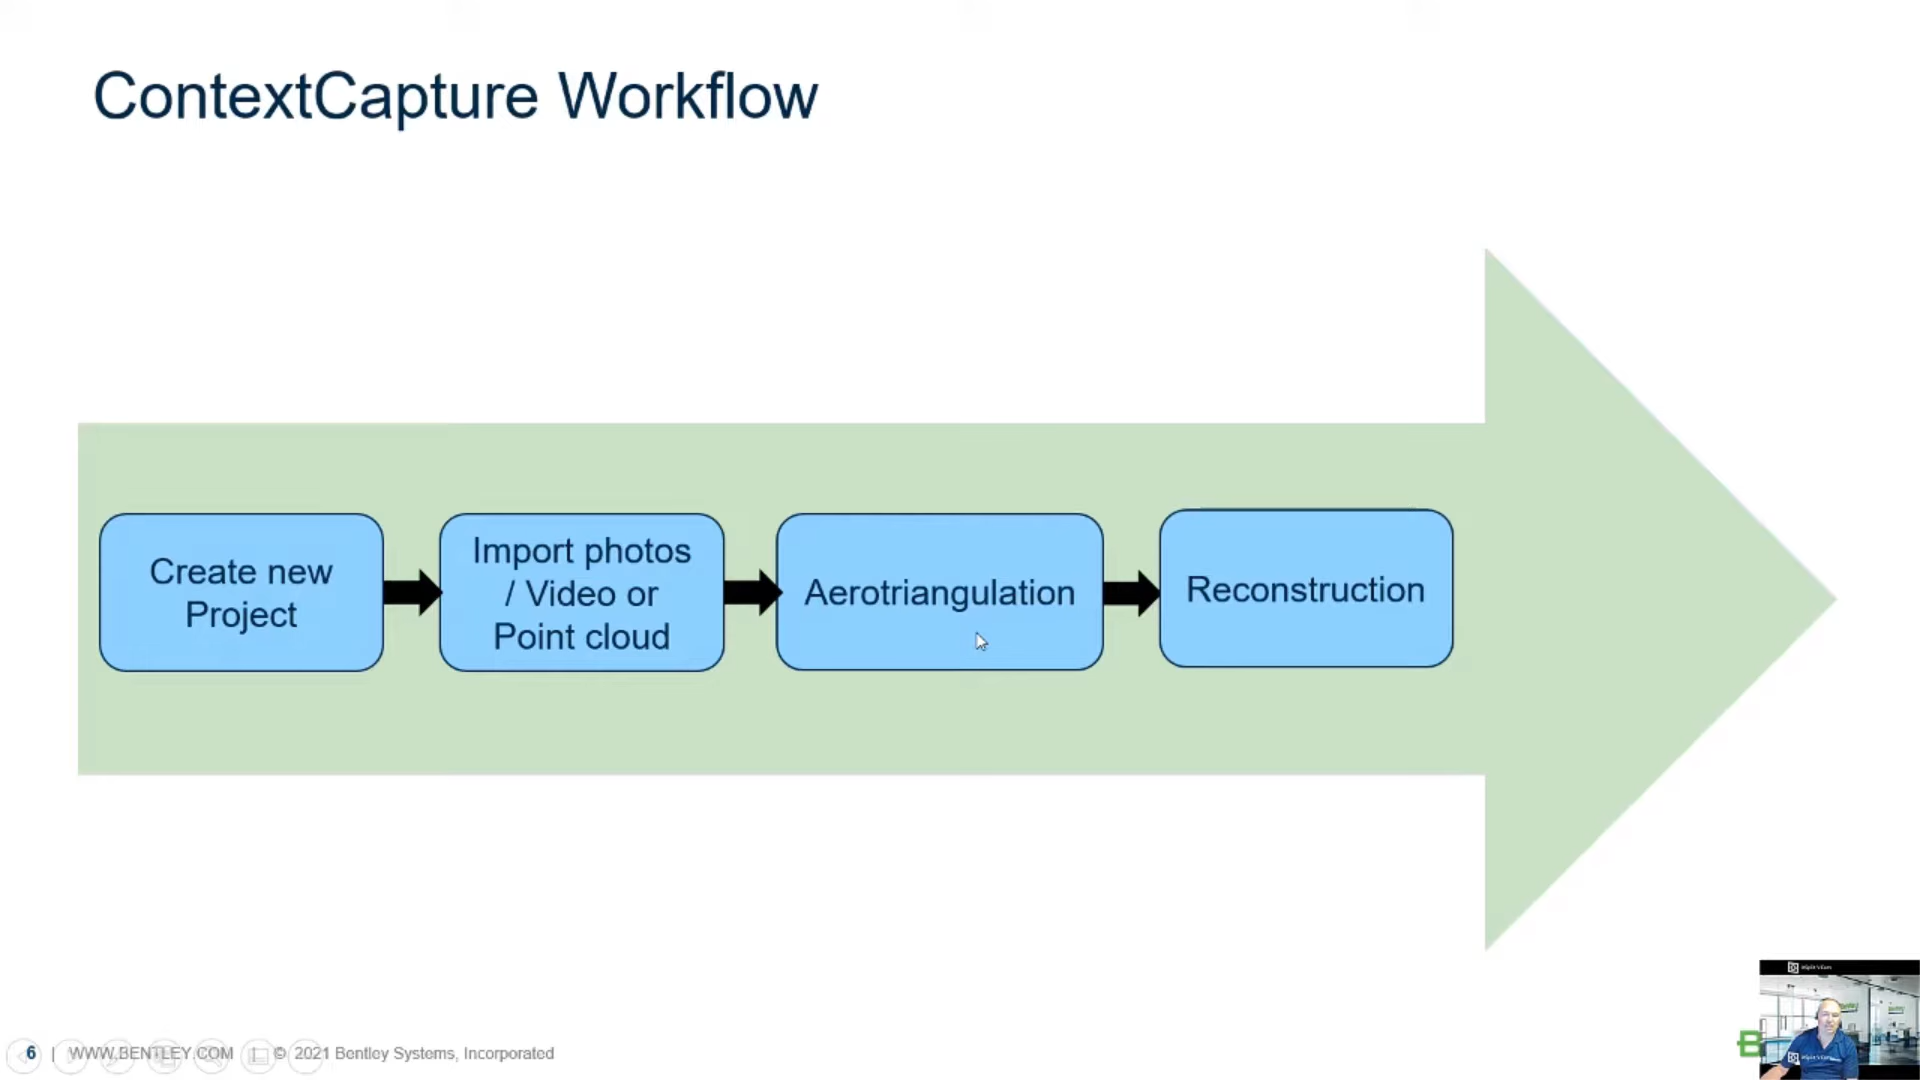 ContextCapture Workflow
Create new
Project
Import photos
/ Video or
Point cloud
Aerotriangulation
Reconstruction
6 | WWW.BENTLEY.COM | © 2021 Bentley Systems, Incorporated